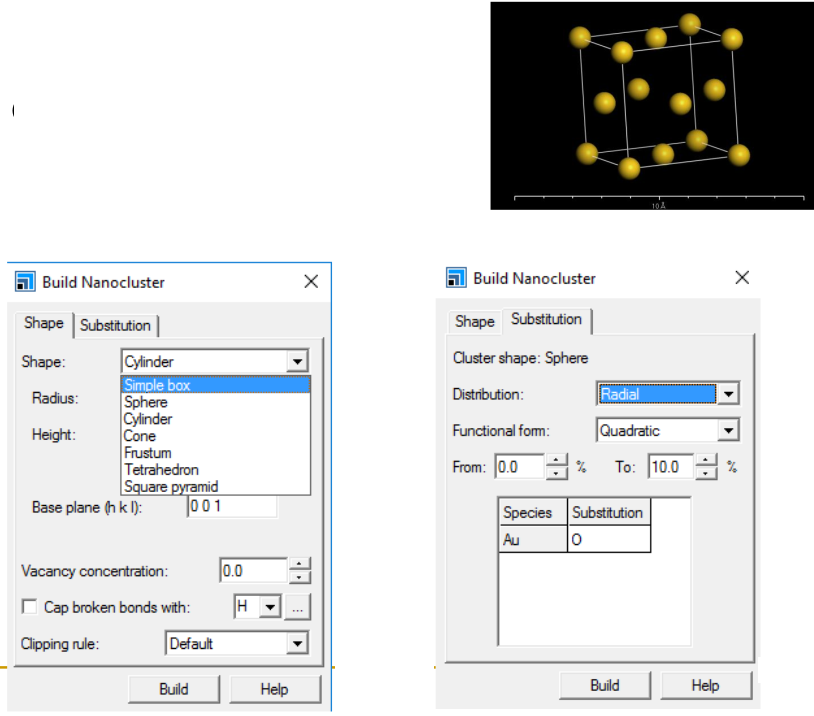 10 Å
Build Nanocluster
Shape Substitution
Shape: Cylinder
Simple box
Radius: Sphere
Cylinder
Height: Cone
Frustum
Tetrahedron
Square pyramid
Base plane (h k l): 0 0 1
Vacancy concentration: 0.0
Cap broken bonds with: H ...
Clipping rule: Default
Build Help
Build Nanocluster
Shape Substitution
Cluster shape: Sphere
Distribution: Radial
Functional form: Quadratic
From: 0.0 % To: 10.0 %
Species Substitution
Au O
Build Help